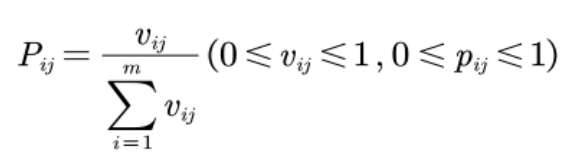 $P_{ij} = \frac{v_{ij}}{\sum_{i=1}^{m} v_{ij}} (0 \leqslant v_{ij} \leqslant 1, 0 \leqslant p_{ij} \leqslant 1)$